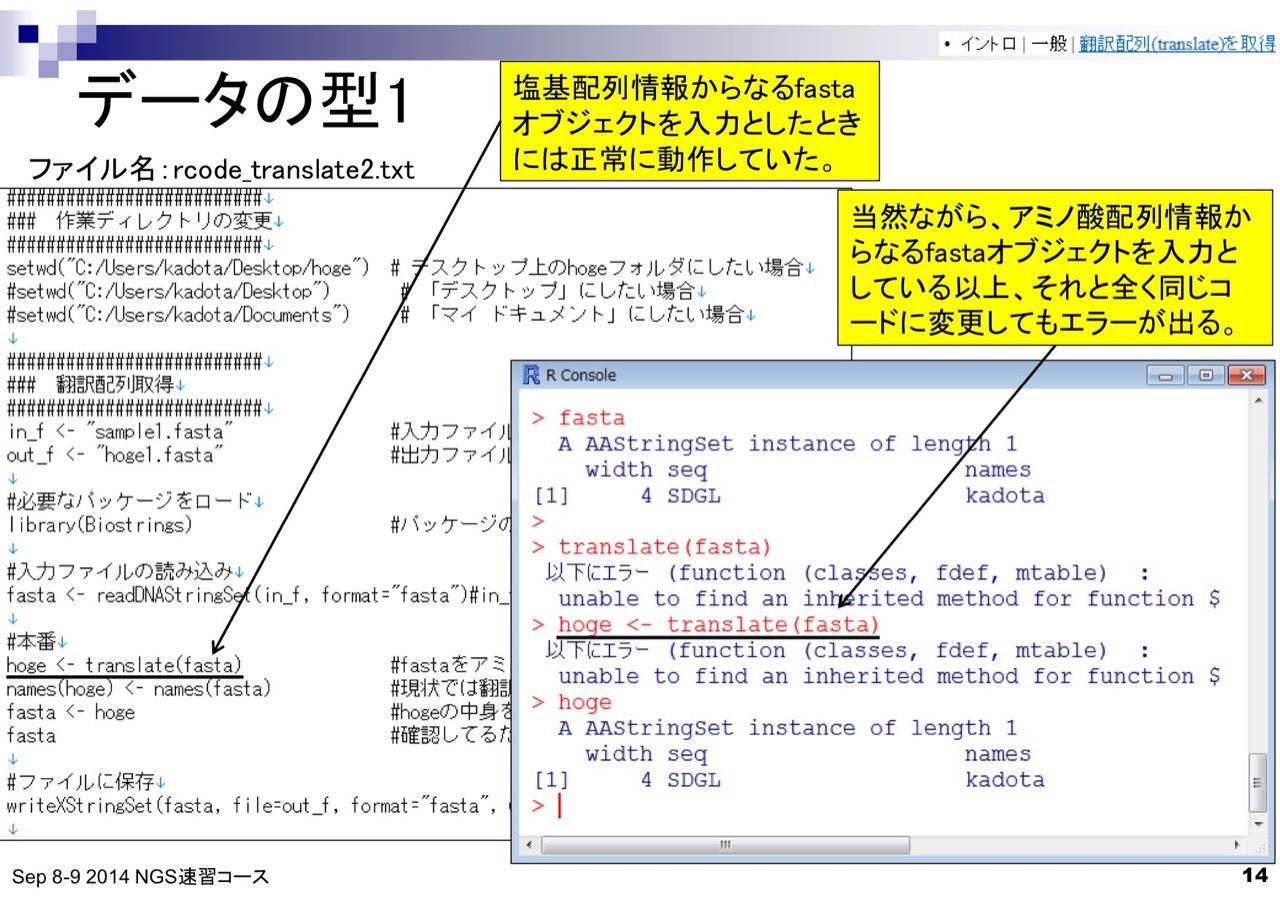 • イントロ | 一般 | 翻訳配列(translate)を取得
データの型1
塩基配列情報からなるfasta
オブジェクトを入力としたとき
には正常に動作していた。
ファイル名：rcode_translate2.txt
当然ながら、アミノ酸配列情報か
らなるfastaオブジェクトを入力と
している以上、それと全く同じコ
ードに変更してもエラーが出る。
##########################↓
### 作業ディレクトリの変更↓
##########################↓
setwd("C:/Users/kadota/Desktop/hoge") # デスクトップ上のhogeフォルダにしたい場合↓
#setwd("C:/Users/kadota/Desktop") # 「デスクトップ」にしたい場合↓
#setwd("C:/Users/kadota/Documents") # 「マイ ドキュメント」にしたい場合↓
↓
##########################↓
### 翻訳配列取得↓
##########################↓
in_f <- "sample1.fasta" #入力ファイル
out_f <- "hoge1.fasta" #出力ファイル
↓
#必要なパッケージをロード↓
library(Biostrings) #パッケージの
↓
#入力ファイルの読み込み↓
fasta <- readDNAStringSet(in_f, format="fasta")#in_
↓
#本番↓
hoge <- translate(fasta) #fastaをアミ
names(hoge) <- names(fasta) #現状では翻訳
fasta <- hoge #hogeの中身を
fasta #確認してるだ
↓
#ファイルに保存↓
writeXStringSet(fasta, file=out_f, format="fasta",
↓
R Console
> fasta
A AAStringSet instance of length 1
width seq names
[1] 4 SDGL kadota
>
> translate(fasta)
以下にエラー (function (classes, fdef, mtable) :
unable to find an inherited method for function $
> hoge <- translate(fasta)
以下にエラー (function (classes, fdef, mtable) :
unable to find an inherited method for function $
> hoge
A AAStringSet instance of length 1
width seq names
[1] 4 SDGL kadota
>
Sep 8-9 2014 NGS速習コース
14